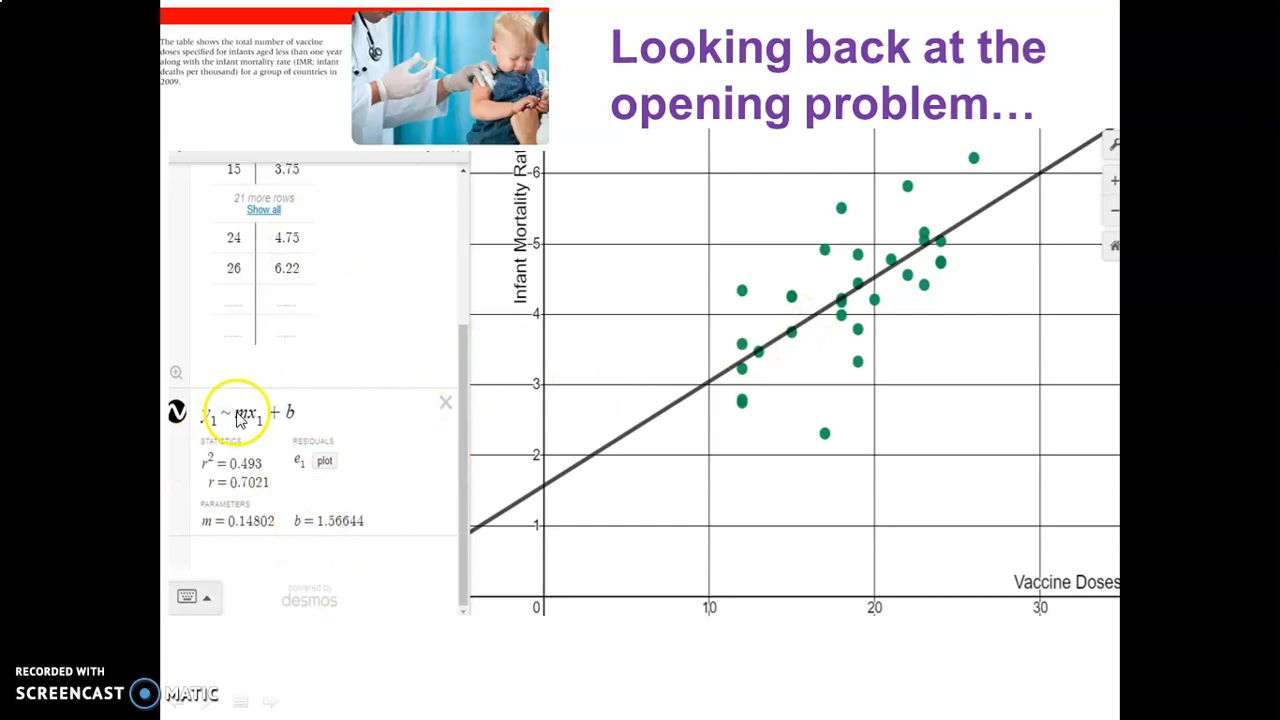 The table shows the total number of vaccine
doses specified for infants aged less than one year
along with the infant mortality rate (IMR; infant
deaths per thousand) for a group of countries in
2009.
Looking back at the
opening problem…
15 3.75
21 more rows
Show all
24 4.75
26 6.22
y₁ ~ mx₁ + b
STATISTICS RESIDUALS
r² = 0.493 e₁ plot
r = 0.7021
PARAMETERS
m = 0.14802 b = 1.56644
powered by
desmos
Infant Mortality Rat
6
5
4
3
2
1
Vaccine Doses
0 10 20 30
RECORDED WITH
SCREENCAST MATIC